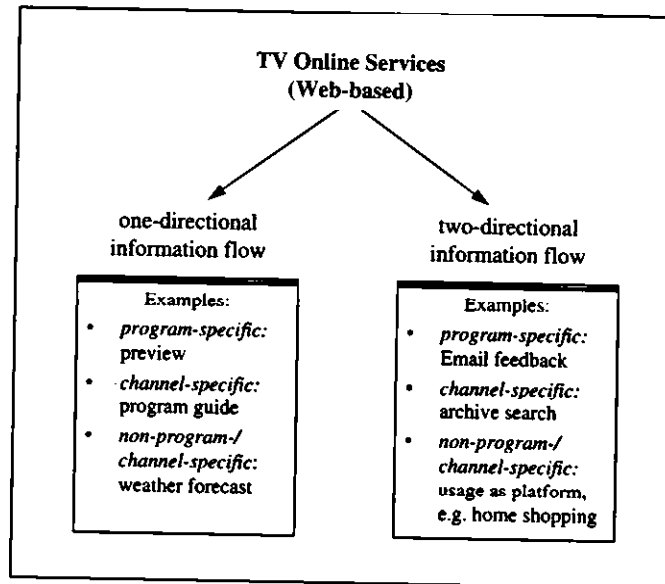 TV Online Services
(Web-based)
one-directional
information flow
Examples:
• program-specific:
preview
• channel-specific:
program guide
• non-program-/
channel-specific:
weather forecast
two-directional
information flow
Examples:
• program-specific:
Email feedback
• channel-specific:
archive search
• non-program-/
channel-specific:
usage as platform,
e.g. home shopping